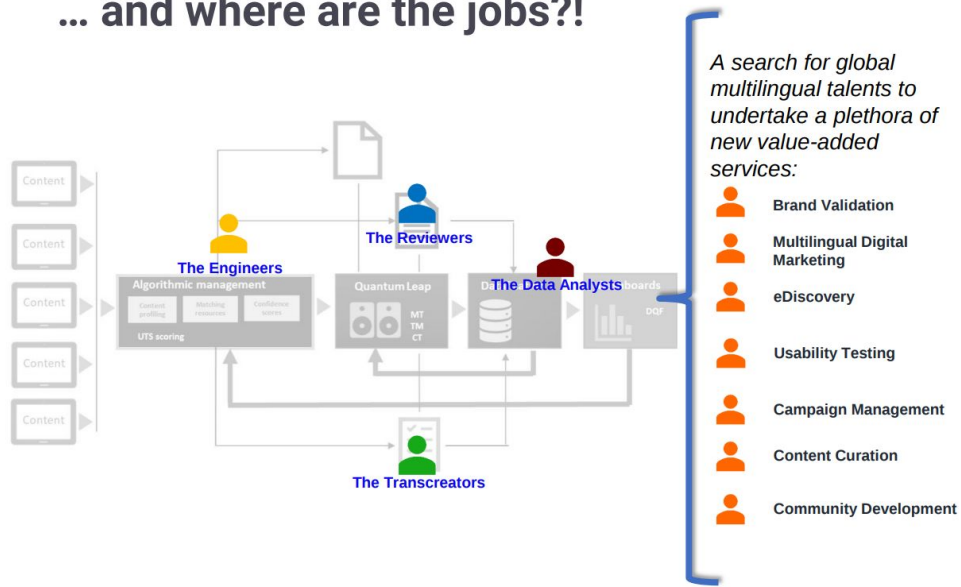 ... and where are the jobs?!
A search for global
multilingual talents to
undertake a plethora of
new value-added
services:
Brand Validation
Multilingual Digital
Marketing
eDiscovery
Usability Testing
Campaign Management
Content Curation
Community Development
Content
Content
Content
Content
Content
The Engineers
The Reviewers
The Data Analysts
The Transcreators
Algorithmic management
Content
profiling
Matching
resources
Confidence
scores
UTS scoring
Quantum Leap
MT
TM
CT
DQF